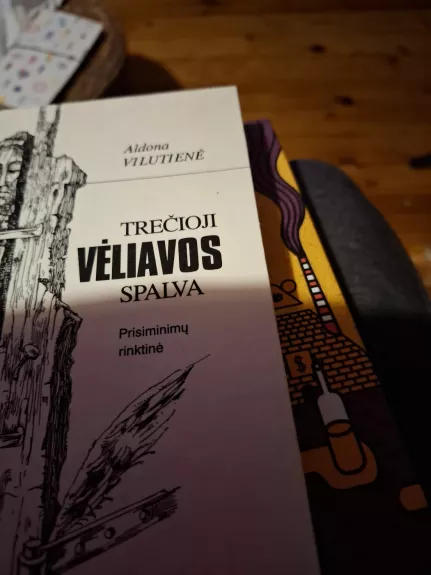 Aldona
VILUTIENĖ
TREČIOJI
VĖLIAVOS
SPALVA
Prisiminimų
rinktinė
$